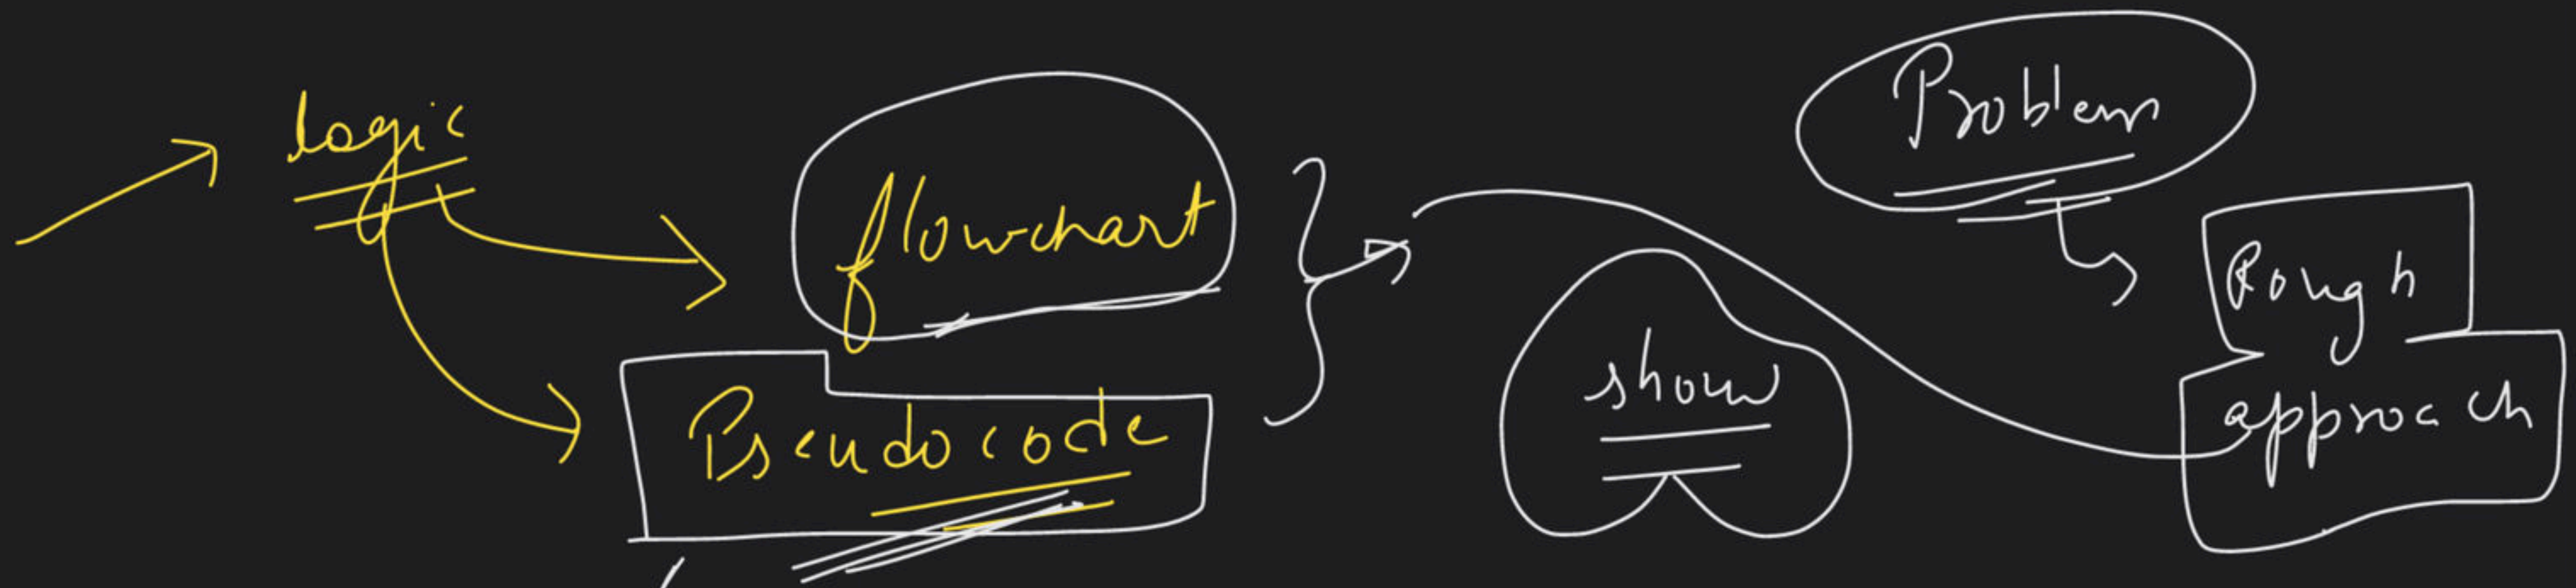 logic
flowchart
Pseudocode
show
Problem
Rough
approach